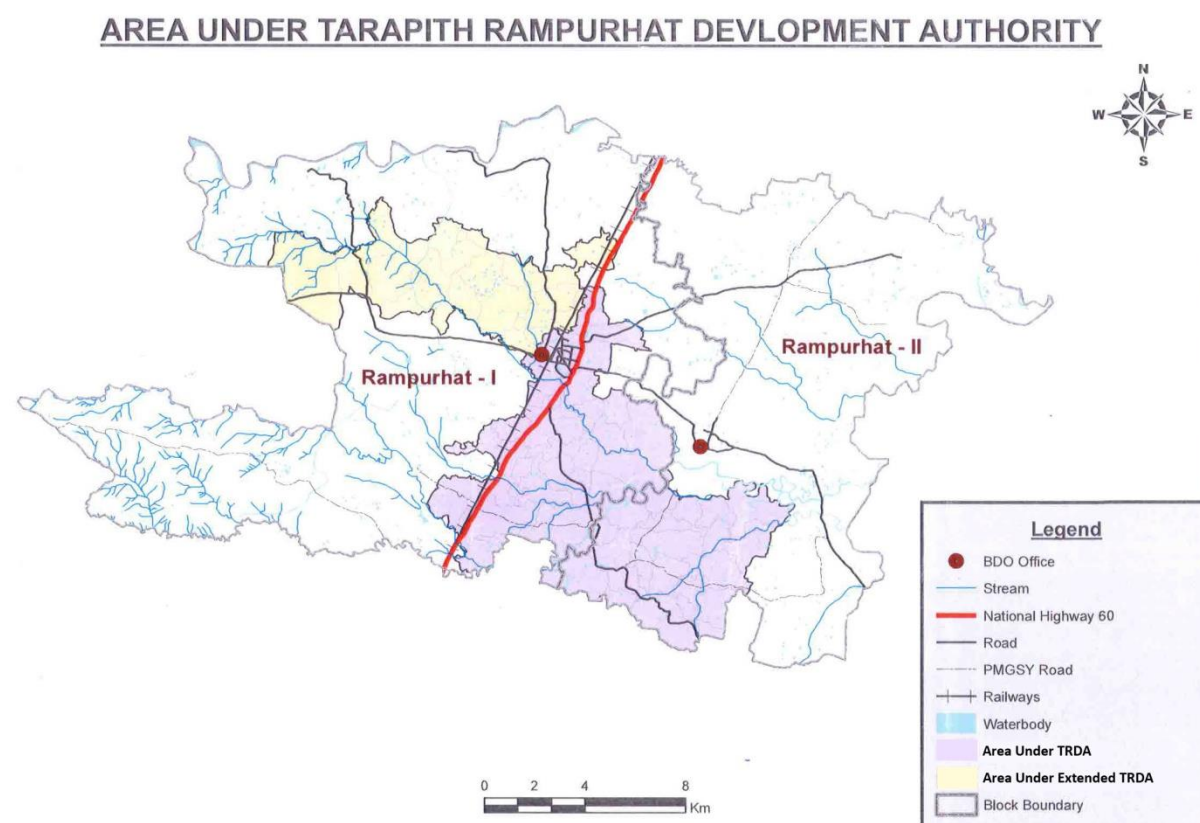 AREA UNDER TARAPITH RAMPURHAT DEVLOPMENT AUTHORITY
N
W E
S
Rampurhat - II
Rampurhat - I
Legend
BDO Office
Stream
National Highway 60
Road
PMGSY Road
Railways
Waterbody
Area Under TRDA
Area Under Extended TRDA
Block Boundary
0 2 4 8
Km